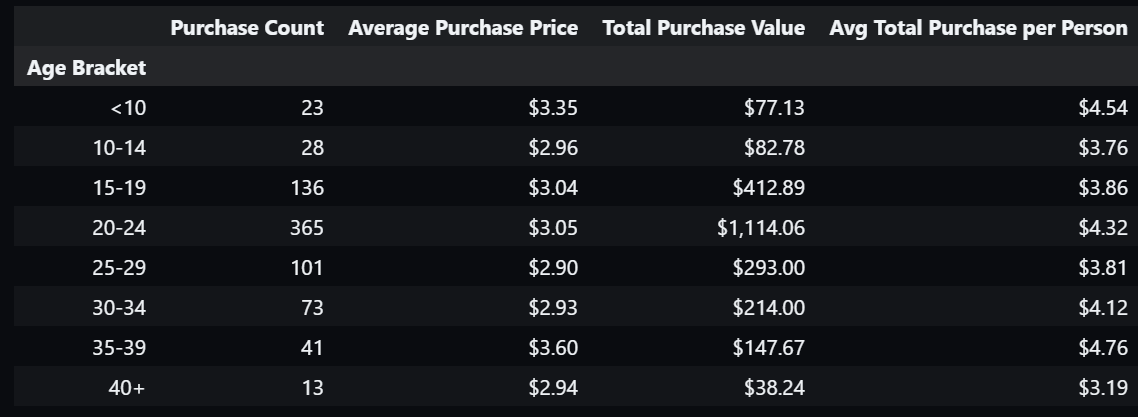 Purchase Count Average Purchase Price Total Purchase Value Avg Total Purchase per Person
Age Bracket
<10 23 $3.35 $77.13 $4.54
10-14 28 $2.96 $82.78 $3.76
15-19 136 $3.04 $412.89 $3.86
20-24 365 $3.05 $1,114.06 $4.32
25-29 101 $2.90 $293.00 $3.81
30-34 73 $2.93 $214.00 $4.12
35-39 41 $3.60 $147.67 $4.76
40+ 13 $2.94 $38.24 $3.19